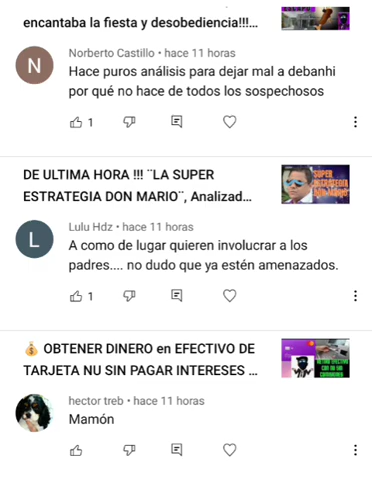 encantaba la fiesta y desobediencia!!!...
N
Norberto Castillo • hace 11 horas
Hace puros análisis para dejar mal a debanhi
por qué no hace de todos los sospechosos
1
DE ULTIMA HORA !!! ¨LA SUPER
ESTRATEGIA DON MARIO¨, Analizad...
SUPER
ESTRATEGIA
L
Lulu Hdz • hace 11 horas
A como de lugar quieren involucrar a los
padres.... no dudo que ya estén amenazados.
1
💰 OBTENER DINERO en EFECTIVO DE
TARJETA NU SIN PAGAR INTERESES ...
hector treb • hace 11 horas
Mamón